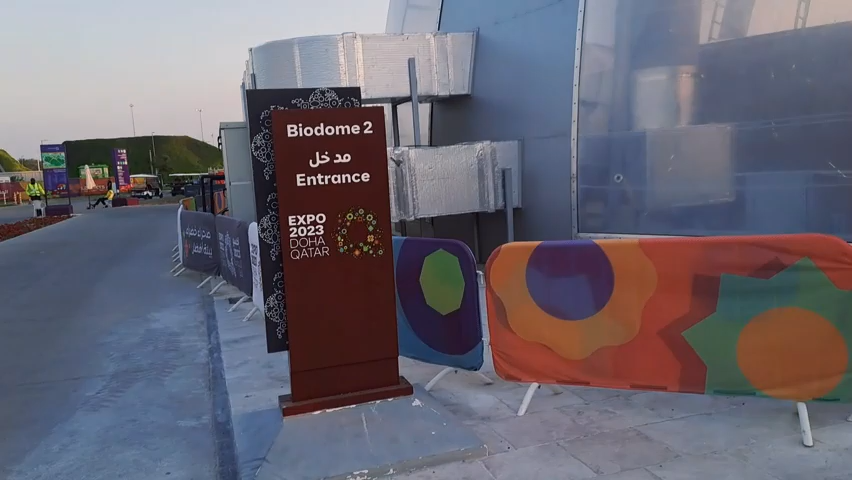 Biodome 2
مدخل
Entrance
EXPO
2023
DOHA
QATAR